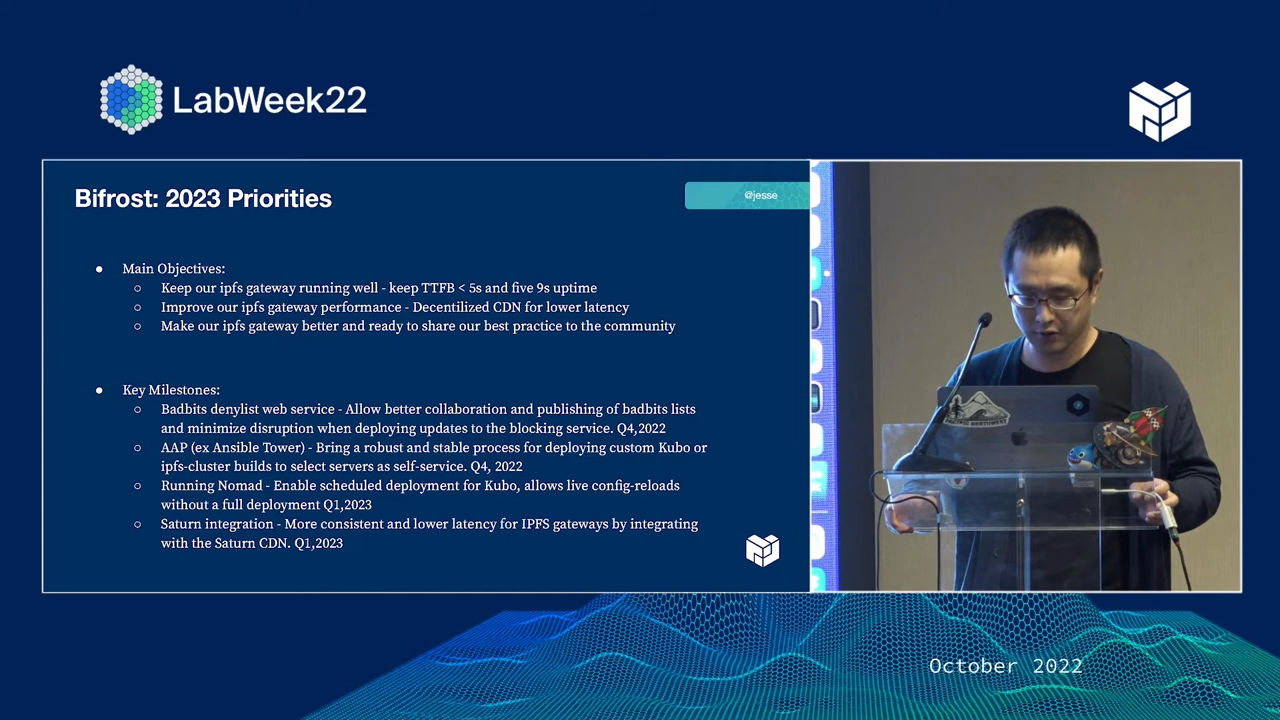 LabWeek22
Bifrost: 2023 Priorities
@jesse
Main Objectives:
Keep our ipfs gateway running well - keep TTFB < 5s and five 9s uptime
Improve our ipfs gateway performance - Decentilized CDN for lower latency
Make our ipfs gateway better and ready to share our best practice to the community
Key Milestones:
Badbits denylist web service - Allow batter collaboration and publishing of badbits lists
and minimize disruption when deploying updates to the blocking service. Q4,2022
AAP (ex Ansible Tower) - Bring a robust and stable process for deploying custom Kubo or
ipfs-cluster builds to select servers as self-service. Q4, 2022
Running Nomad - Enable scheduled deployment for Kubo, allows live config-reloads
without a full deployment Q1,2023
Saturn integration - More consistent and lower latency for IPFS gateways by integrating
with the Saturn CDN. Q1,2023
PACIFIC NORTHWEST
October 2022